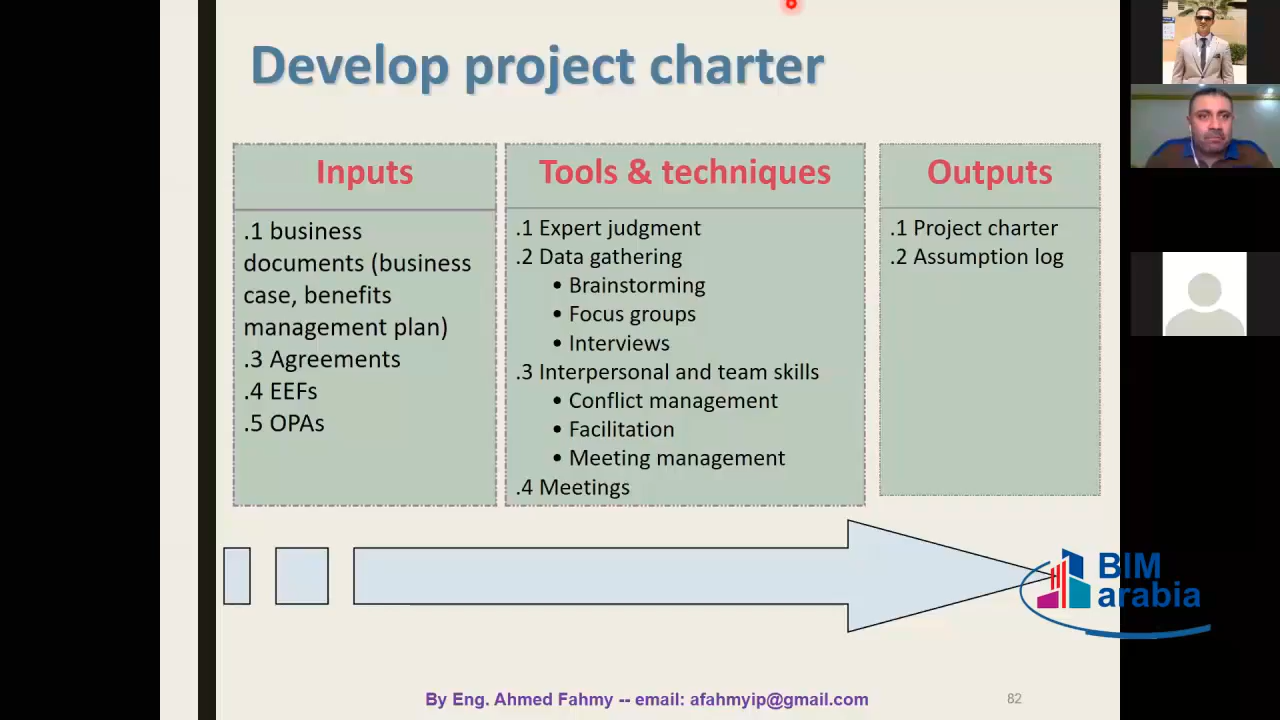 Develop project charter
Inputs
.1 business
documents (business
case, benefits
management plan)
.3 Agreements
.4 EEFs
.5 OPAs
Tools & techniques
.1 Expert judgment
.2 Data gathering
• Brainstorming
• Focus groups
• Interviews
.3 Interpersonal and team skills
• Conflict management
• Facilitation
• Meeting management
.4 Meetings
Outputs
.1 Project charter
.2 Assumption log
BIM
arabia
By Eng. Ahmed Fahmy -- email: afahmyip@gmail.com
82